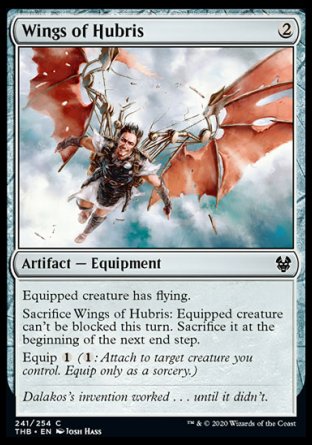 Wings of Hubris 2
Artifact — Equipment
Equipped creature has flying.
Sacrifice Wings of Hubris: Equipped creature
can't be blocked this turn. Sacrifice it at the
beginning of the next end step.
Equip 1 (1: Attach to target creature you
control. Equip only as a sorcery.)
Dalakos's invention worked . . . until it didn't.
241/254 C
THB • EN Josh Hass
™ & © 2020 Wizards of the Coast